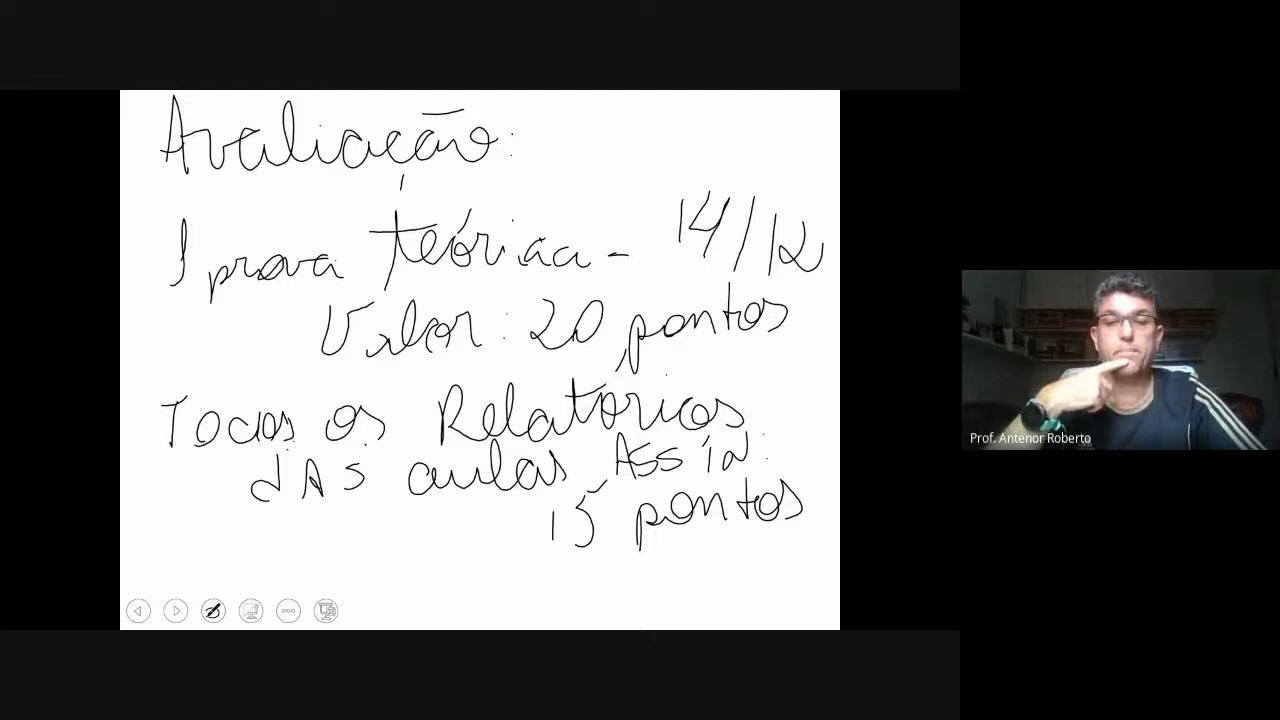 Avaliação:
1 prova teórica - 14/12
Valor: 20 pontos
Todos os Relatórios
das aulas Assín:
15 pontos
Prof. Antenor Roberto